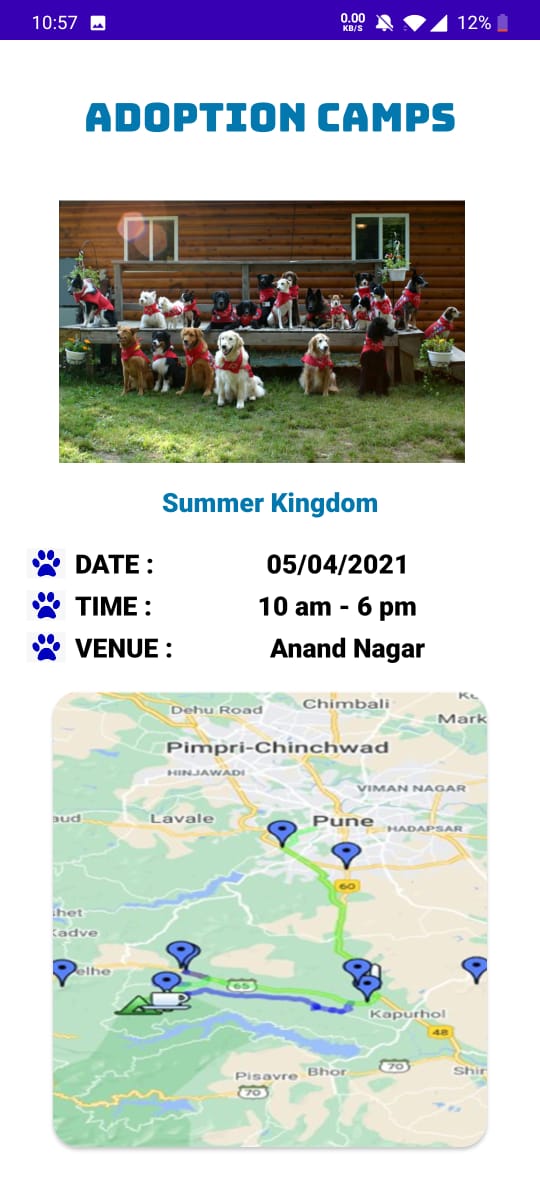 10:57 0.00 KB/S 12%
ADOPTION CAMPS
Summer Kingdom
DATE : 05/04/2021
TIME : 10 am - 6 pm
VENUE : Anand Nagar
Dehu Road Chimbali
Mark
Pimpri-Chinchwad
HINJAWADI
VIMAN NAGAR
aud Lavale Pune HADAPSAR
60
het
adve
elhe
65
Kapurhol
48
Pisavre Bhor 70 Shir
70